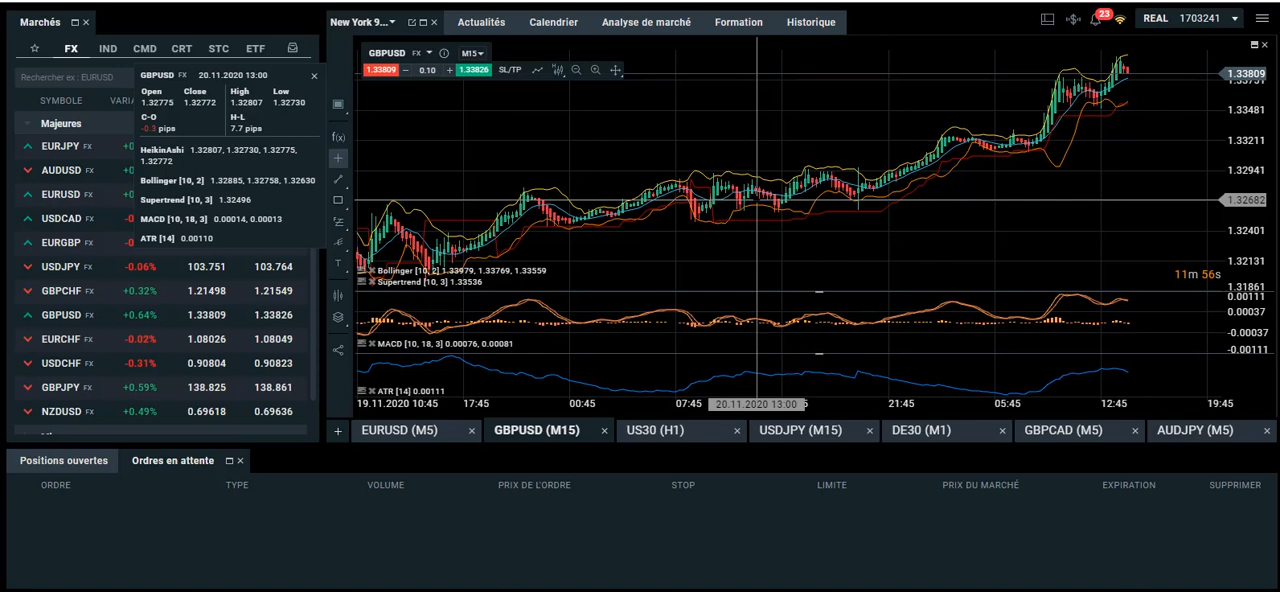 Marchés
New York 9...
Actualités
Calendrier
Analyse de marché
Formation
Historique
23
REAL 1703241
FX IND CMD CRT STC ETF
Rechercher ex : EURUSD
SYMBOLE VARIA
Majeures
EURJPY FX +0
AUDUSD FX +0
EURUSD FX +0
USDCAD FX -0
EURGBP FX -0
USDJPY FX -0.06% 103.751 103.764
GBPCHF FX +0.32% 1.21498 1.21549
GBPUSD FX +0.64% 1.33809 1.33826
EURCHF FX -0.02% 1.08026 1.08049
USDCHF FX -0.31% 0.90804 0.90823
GBPJPY FX +0.59% 138.825 138.861
NZDUSD FX +0.49% 0.69618 0.69636
GBPUSD FX 20.11.2020 13:00
Open Close High Low
1.32775 1.32772 1.32807 1.32730
C-O H-L
-0.3 pips 7.7 pips
HeikinAshi 1.32807, 1.32730, 1.32775,
1.32772
Bollinger [10, 2] 1.32885, 1.32758, 1.32630
Supertrend [10, 3] 1.32496
MACD [10, 18, 3] 0.00014, 0.00013
ATR [14] 0.00110
GBPUSD FX M15
1.33809 − 0.10 + 1.33826 SL/TP
f(x)
T
1.33809
1.33481
1.33211
1.32941
1.32682
1.32401
1.32131
1.31861
11m 56s
Bollinger [10, 2] 1.33979, 1.33769, 1.33559
Supertrend [10, 3] 1.33536
0.00111
0.00037
-0.00037
-0.00111
MACD [10, 18, 3] 0.00076, 0.00081
ATR [14] 0.00111
19.11.2020 10:45 17:45 00:45 07:45 20.11.2020 13:00 21:45 05:45 12:45 19:45
EURUSD (M5) GBPUSD (M15) US30 (H1) USDJPY (M15) DE30 (M1) GBPCAD (M5) AUDJPY (M5)
Positions ouvertes Ordres en attente
ORDRE TYPE VOLUME PRIX DE L'ORDRE STOP LIMITE PRIX DU MARCHÉ EXPIRATION SUPPRIMER